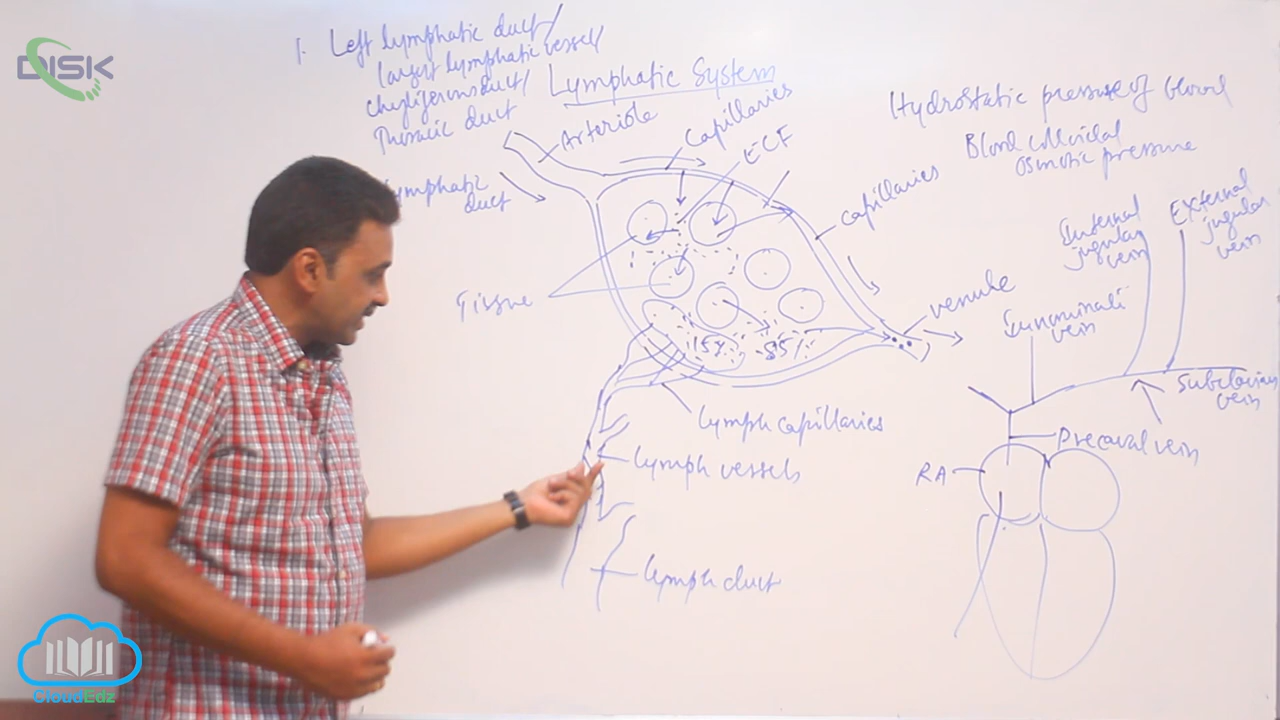 DISK
1. Left lymphatic duct/
largest lymphatic vessel/
chyliferous duct/
Thoracic duct
Lymphatic System
Hydrostatic pressure of blood
Blood colloidal
osmotic pressure
Arteriole
Capillaries
ECF
Lymphatic
duct
Capillaries
Internal
jugular
vein
External
jugular
vein
Tissue
venule
vein
15%
85%
Subclavian
vein
Lymph capillaries
Precaval vein
Lymph vessels
RA
Lymph duct
CloudEdz